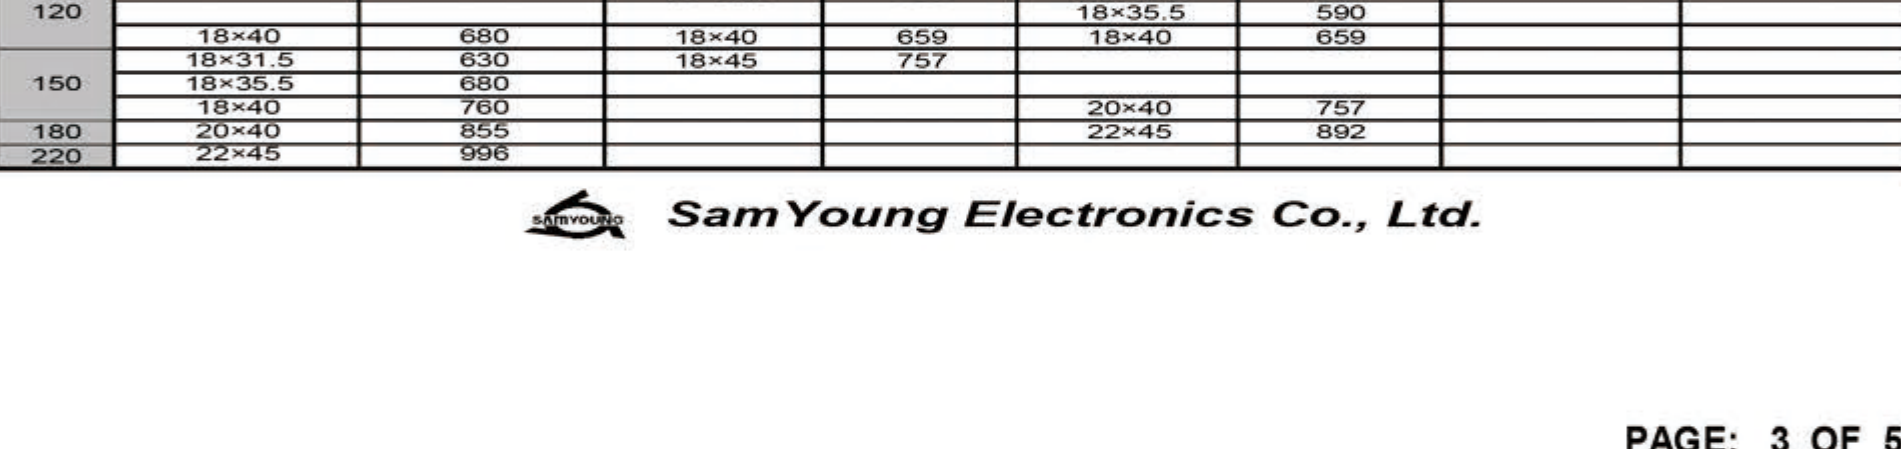 120 18×35.5 590
18×40 680 18×40 659 18×40 659
18×31.5 630 18×45 757
150 18×35.5 680
18×40 760 20×40 757
180 20×40 855 22×45 892
220 22×45 996
SAMYOUNG SamYoung Electronics Co., Ltd.
PAGE: 3 OF 5